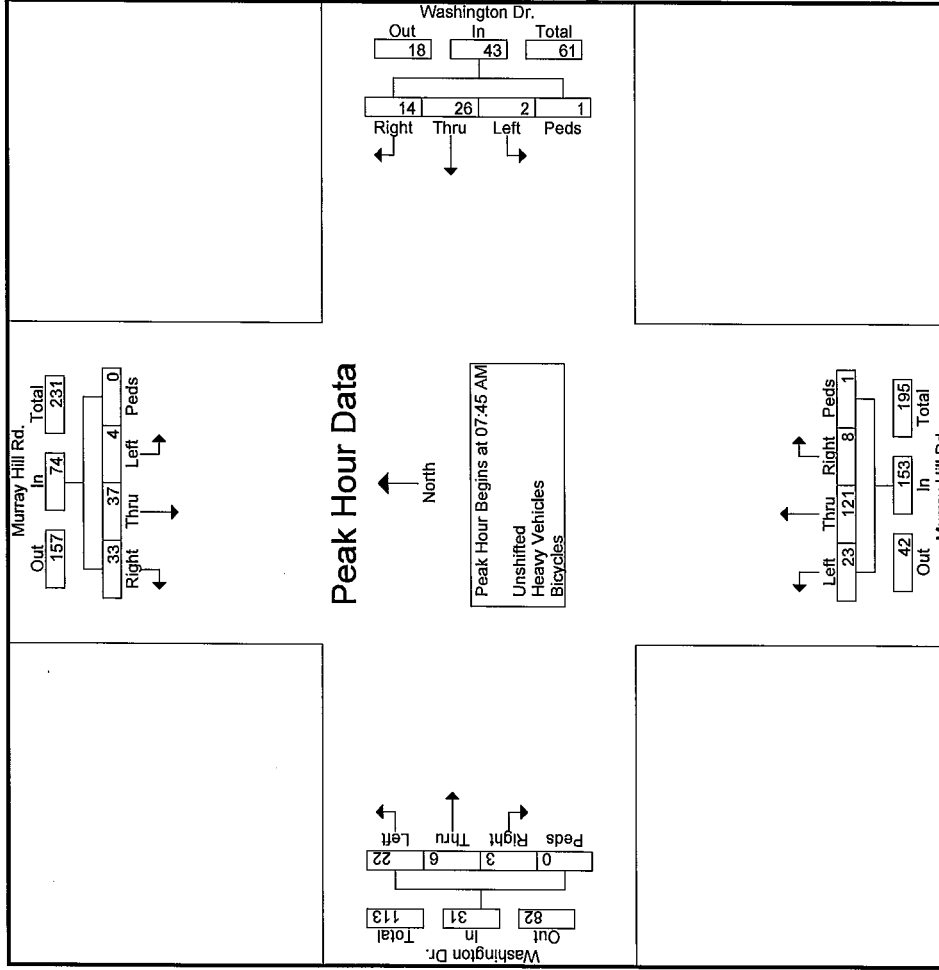 Murray Hill Rd.
Out In Total
157 74 231
33 37 4 0
Right Thru Left Peds
Washington Dr.
Out In Total
18 43 61
14 26 2 1
Right Thru Left Peds
Peak Hour Data
North
Peak Hour Begins at 07:45 AM
Unshifted
Heavy Vehicles
Bicycles
Washington Dr.
Out In Total
82 31 113
0 3 6 22
Peds Right Thru Left
Left Thru Right Peds
23 121 8 1
42 153 195
Out In Total
Murray Hill Rd.